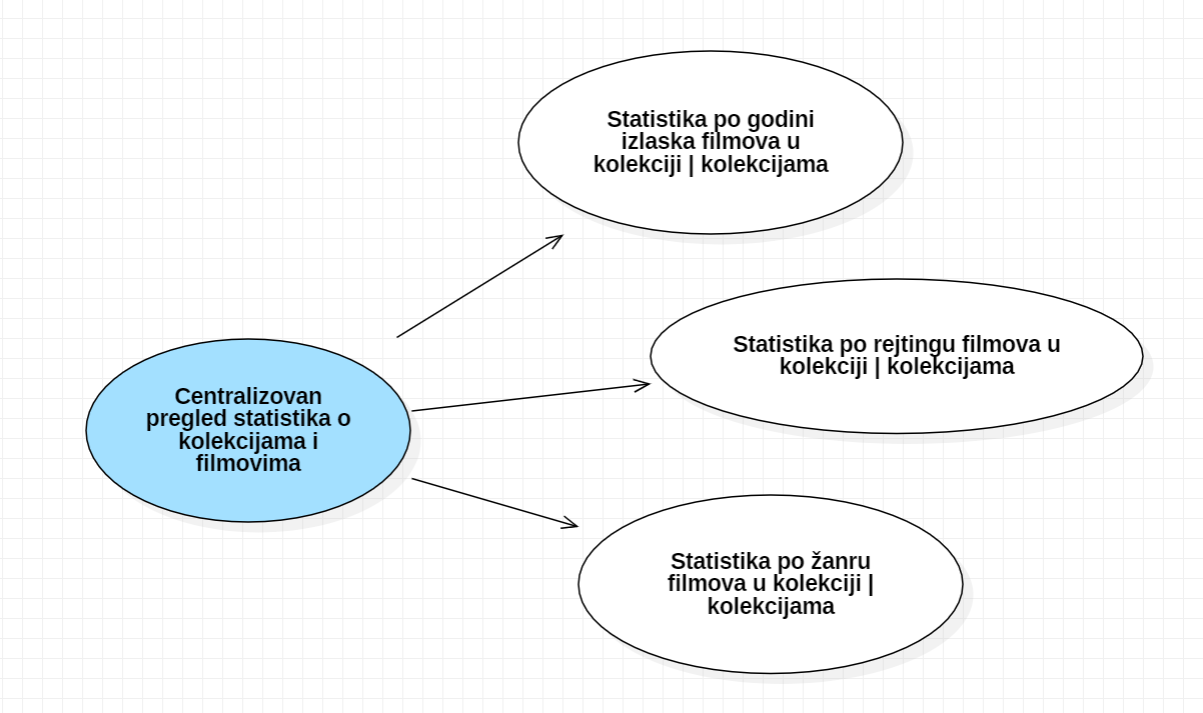 Statistika po godini
izlaska filmova u
kolekciji | kolekcijama
Statistika po rejtingu filmova u
kolekciji | kolekcijama
Centralizovan
pregled statistika o
kolekcijama i
filmovima
Statistika po žanru
filmova u kolekciji |
kolekcijama